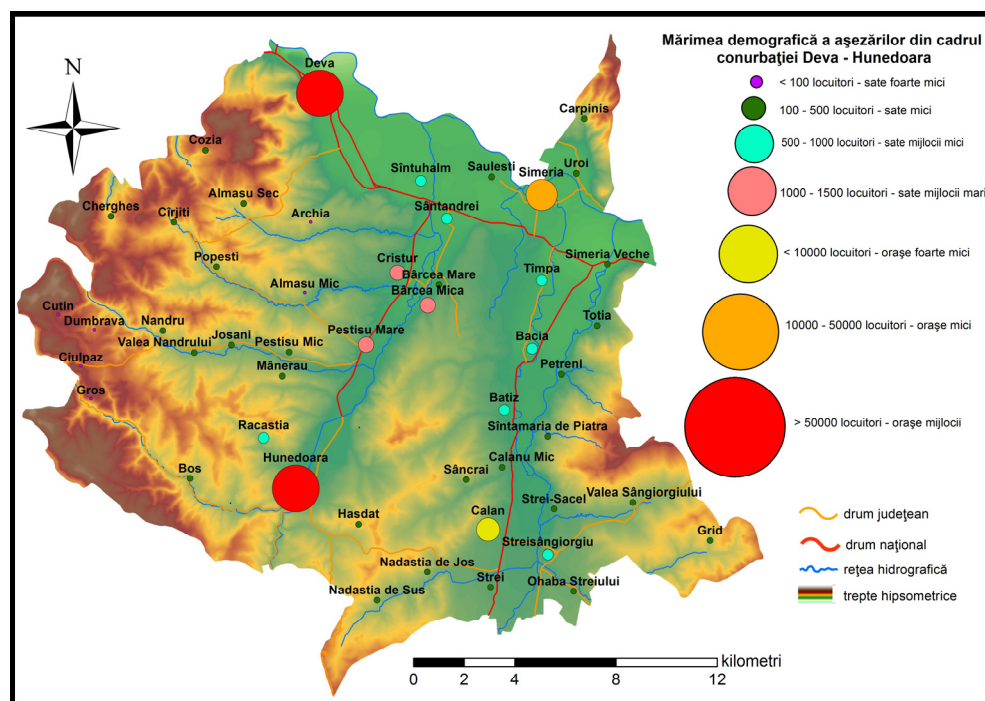 Mărimea demografică a aşezărilor din cadrul
conurbaţiei Deva - Hunedoara
< 100 locuitori - sate foarte mici
100 - 500 locuitori - sate mici
500 - 1000 locuitori - sate mijlocii mici
1000 - 1500 locuitori - sate mijlocii mari
< 10000 locuitori - oraşe foarte mici
10000 - 50000 locuitori - oraşe mici
> 50000 locuitori - oraşe mijlocii
drum judeţean
drum naţional
reţea hidrografică
trepte hipsometrice
N
Deva
Carpinis
Cozia
Sîntuhalm
Saulesti
Simeria
Uroi
Almasu Sec
Cherghes
Cîrjiti
Archia
Sântandrei
Popesti
Cristur
Simeria Veche
Bârcea Mare
Tîmpa
Almasu Mic
Bârcea Mica
Cutin
Dumbrava
Nandru
Pestisu Mare
Totia
Josani
Valea Nandrului
Pestisu Mic
Bacia
Ciulpaz
Mânerau
Petreni
Gros
Batiz
Racastia
Sîntamaria de Piatra
Hunedoara
Bos
Sâncrai
Calanu Mic
Strei-Sacel
Valea Sângiorgiului
Hasdat
Calan
Grid
Streisângiorgiu
Nadastia de Jos
Strei
Ohaba Streiului
Nadastia de Sus
kilometri
0 2 4 8 12